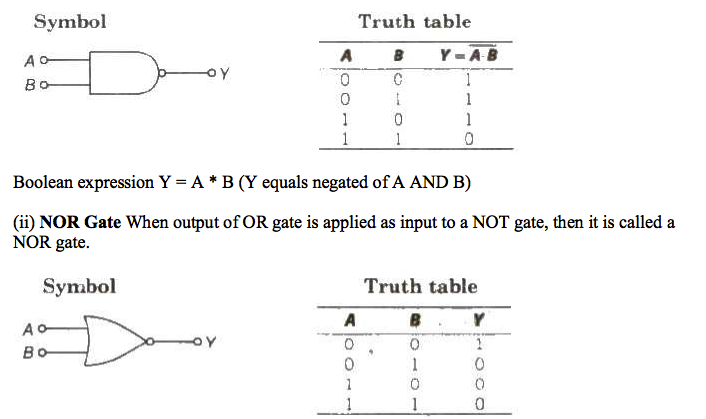 Symbol Truth table
A B Y = A·B
A 0 0 1
Y
B 0 1 1
1 0 1
1 1 0
Boolean expression Y = A * B (Y equals negated of A AND B)
(ii) NOR Gate When output of OR gate is applied as input to a NOT gate, then it is called a
NOR gate.
Symbol Truth table
A B Y
A 0 0 1
Y
B 0 1 0
1 0 0
1 1 0